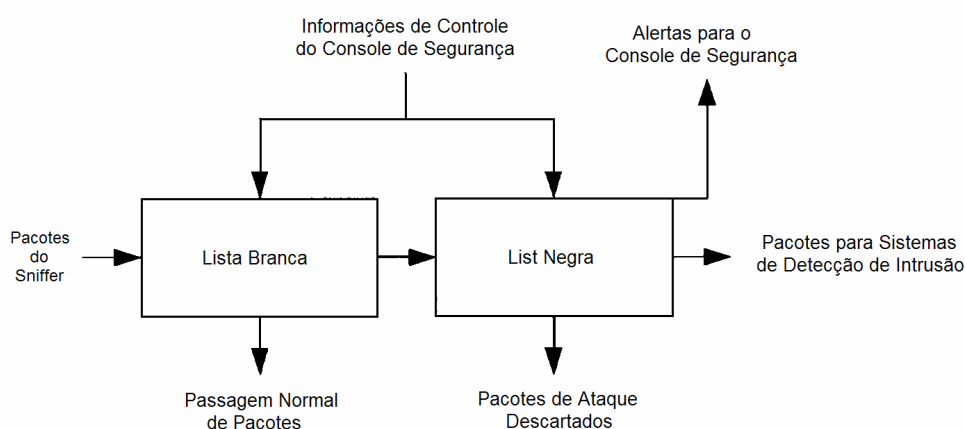 Informações de Controle
do Console de Segurança
Alertas para o
Console de Segurança
Pacotes
do
Sniffer
Lista Branca
List Negra
Pacotes para Sistemas
de Detecção de Intrusão
Passagem Normal
de Pacotes
Pacotes de Ataque
Descartados